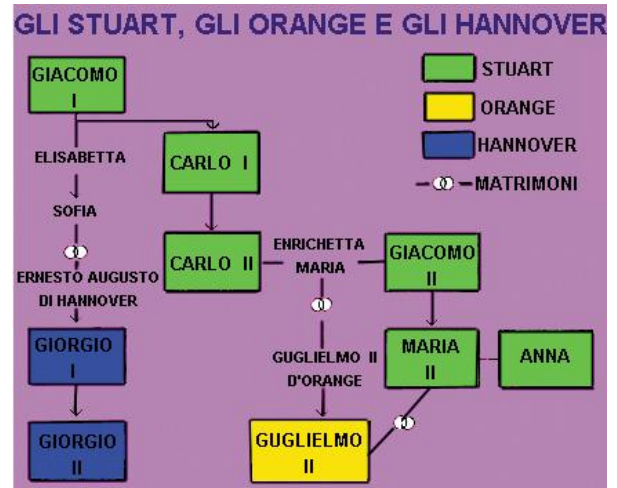 GLI STUART, GLI ORANGE E GLI HANNOVER
GIACOMO
I
STUART
ORANGE
HANNOVER
MATRIMONI
ELISABETTA
CARLO I
SOFIA
CARLO II
ENRICHETTA
MARIA
GIACOMO
II
ERNESTO AUGUSTO
DI HANNOVER
GIORGIO
I
GUGLIELMO II
D'ORANGE
MARIA
II
ANNA
GIORGIO
II
GUGLIELMO
II